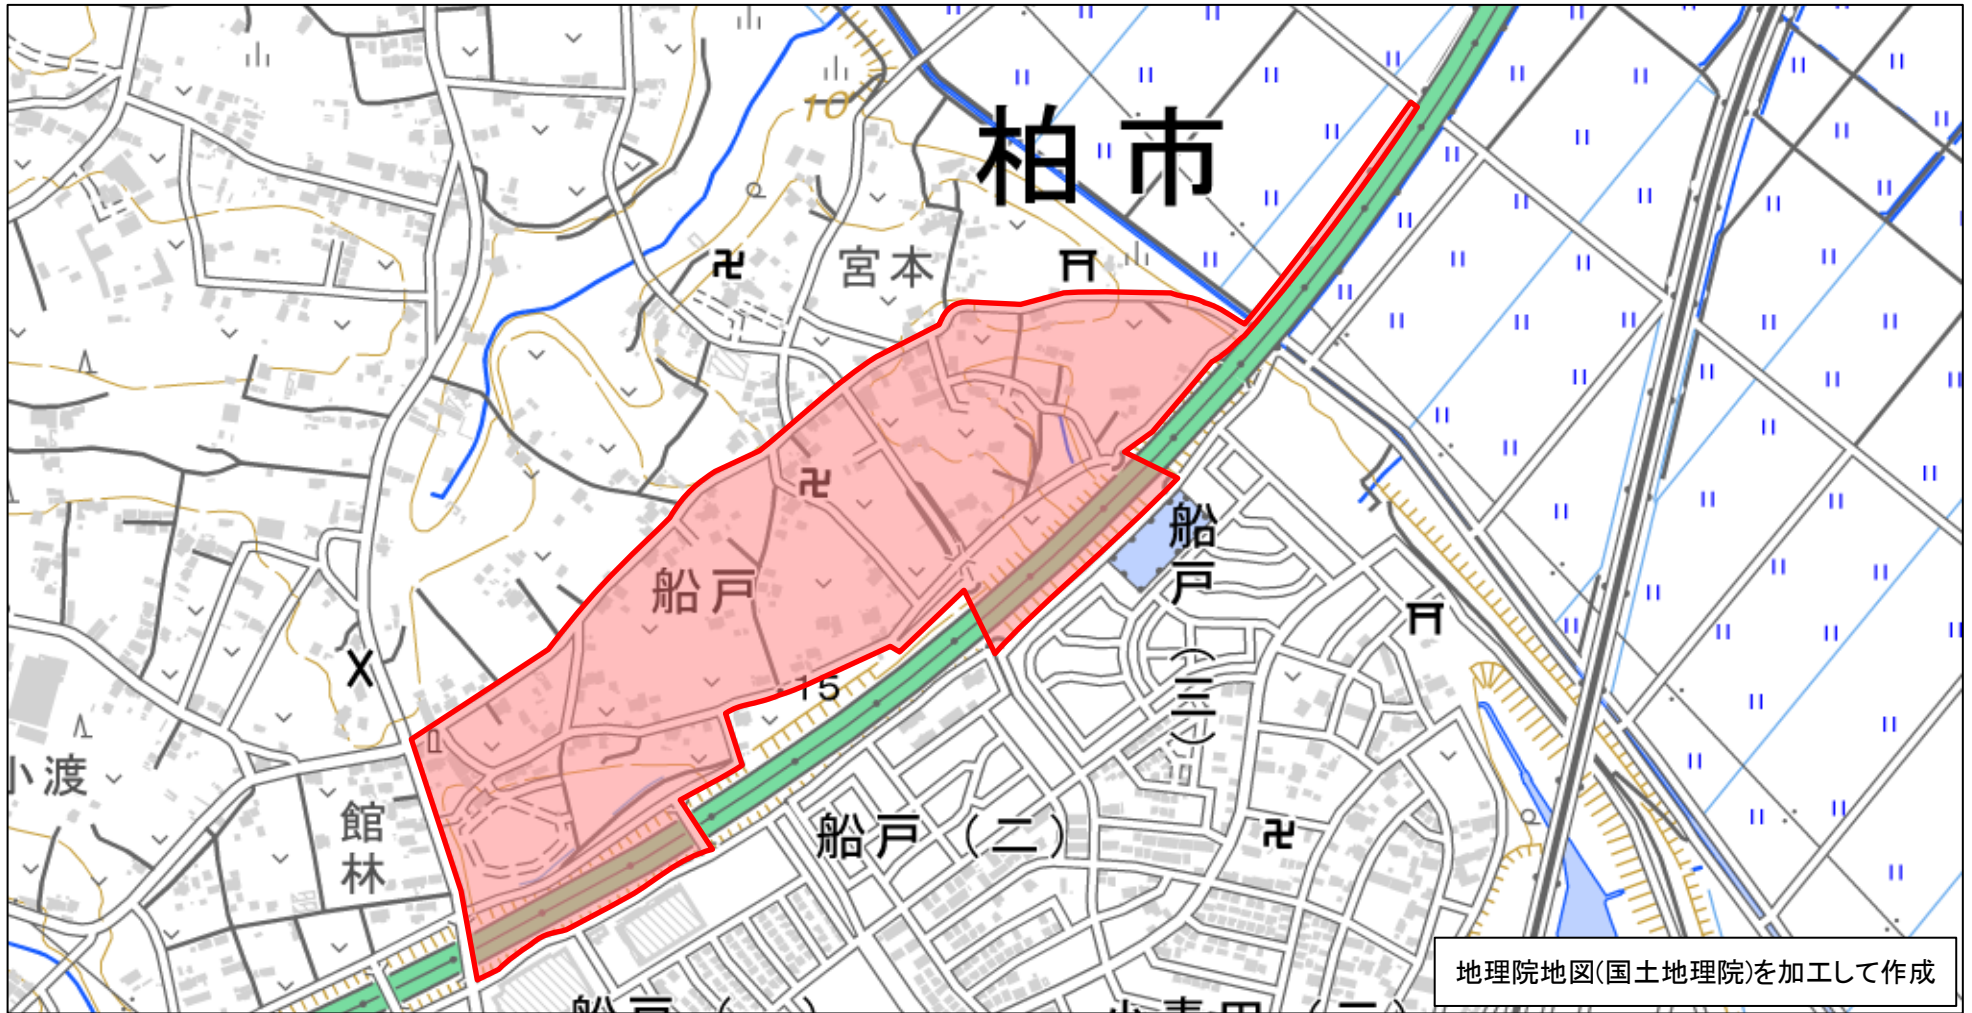 10
柏市
宮本
船戸
船戸(三)
15
小渡
館林
船戸(二)
地理院地図(国土地理院)を加工して作成